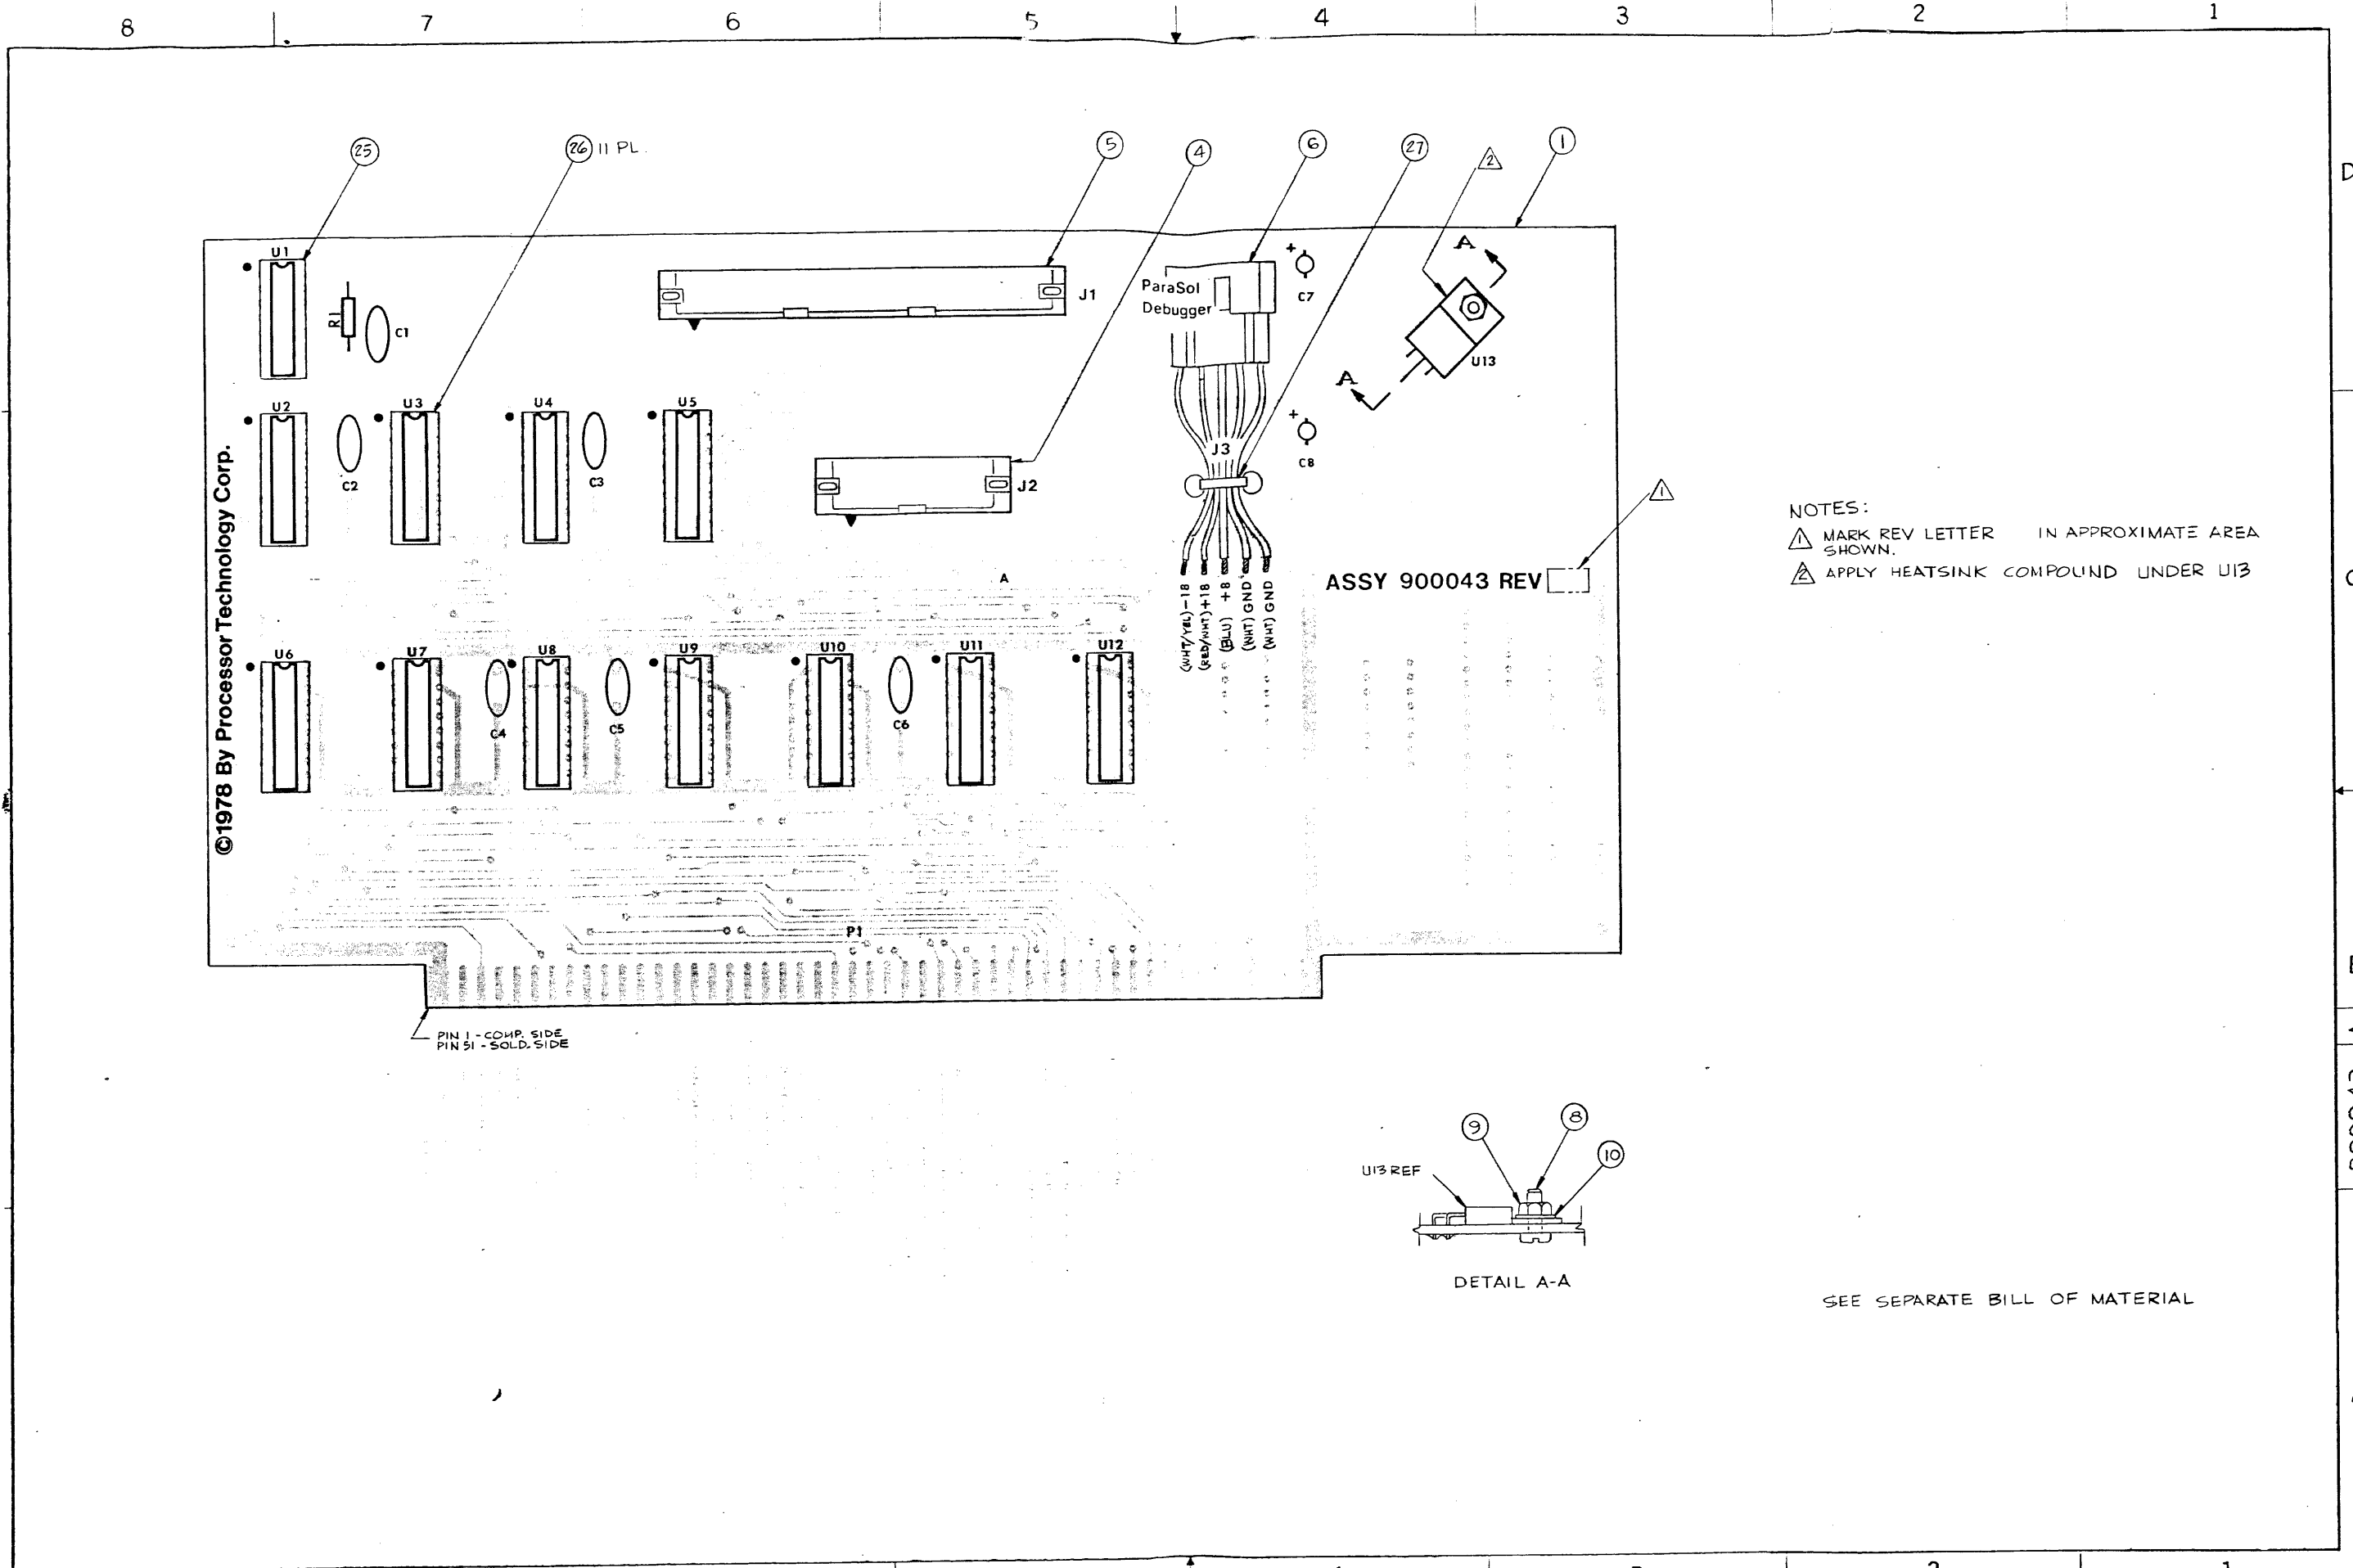 8 7 6 5 4 3 2 1
D
25
26 11 PL.
5
4
6
27
2
1
U1
R1
C1
J1
ParaSol
Debugger
+
C7
A
U13
A
U2
C2
U3
U4
C3
U5
J2
J3
+
C8
1
©1978 By Processor Technology Corp.
NOTES:
1 MARK REV LETTER IN APPROXIMATE AREA
SHOWN.
2 APPLY HEATSINK COMPOUND UNDER U13
A
(WHT/YEL) -18
(RED/WHT) +18
(BLU) +8
(WHT) GND
(WHT) GND
ASSY 900043 REV
U6
U7
C4
U8
C5
U9
U10
C6
U11
U12
P1
PIN 1 - COMP. SIDE
PIN 51 - SOLD. SIDE
9
8
10
U13 REF
DETAIL A-A
SEE SEPARATE BILL OF MATERIAL